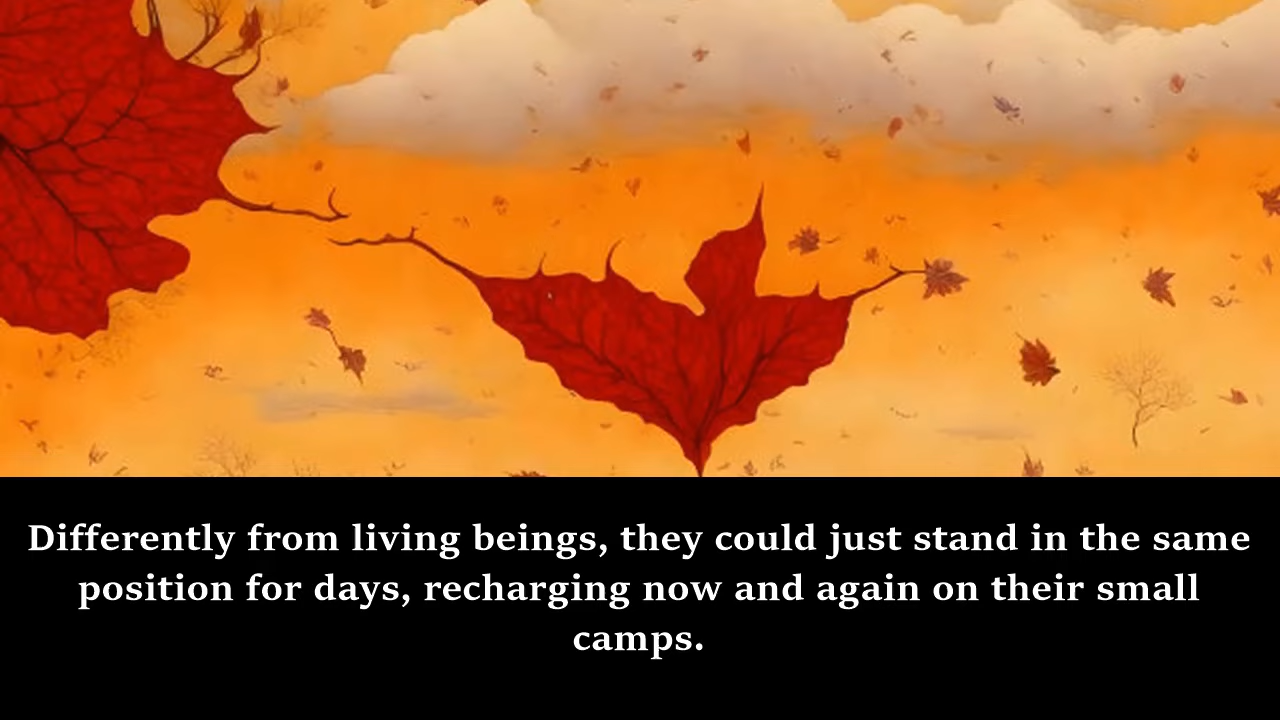 Differently from living beings, they could just stand in the same
position for days, recharging now and again on their small
camps.